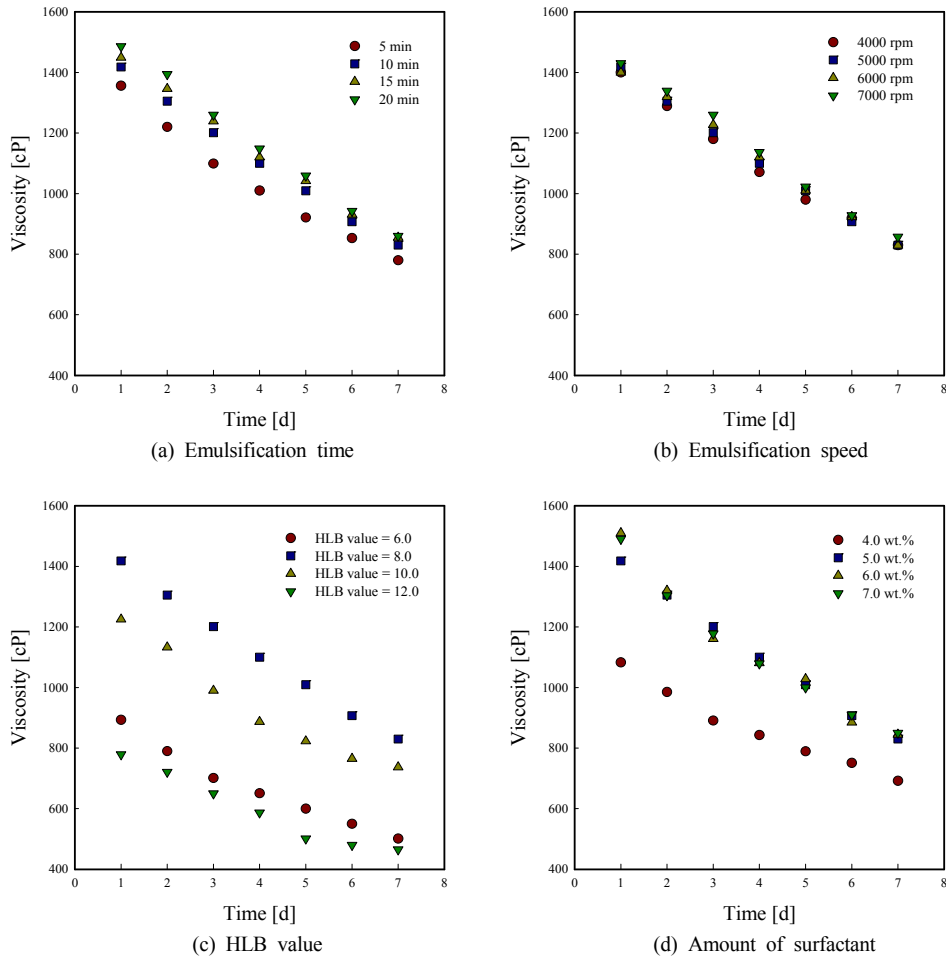 1600
1400
1200
1000
800
600
400
Viscosity [cP]
5 min
10 min
15 min
20 min
0 1 2 3 4 5 6 7 8
Time [d]
(a) Emulsification time
1600
1400
1200
1000
800
600
400
Viscosity [cP]
4000 rpm
5000 rpm
6000 rpm
7000 rpm
0 1 2 3 4 5 6 7 8
Time [d]
(b) Emulsification speed
1600
1400
1200
1000
800
600
400
Viscosity [cP]
HLB value = 6.0
HLB value = 8.0
HLB value = 10.0
HLB value = 12.0
0 1 2 3 4 5 6 7 8
Time [d]
(c) HLB value
1600
1400
1200
1000
800
600
400
Viscosity [cP]
4.0 wt.%
5.0 wt.%
6.0 wt.%
7.0 wt.%
0 1 2 3 4 5 6 7 8
Time [d]
(d) Amount of surfactant